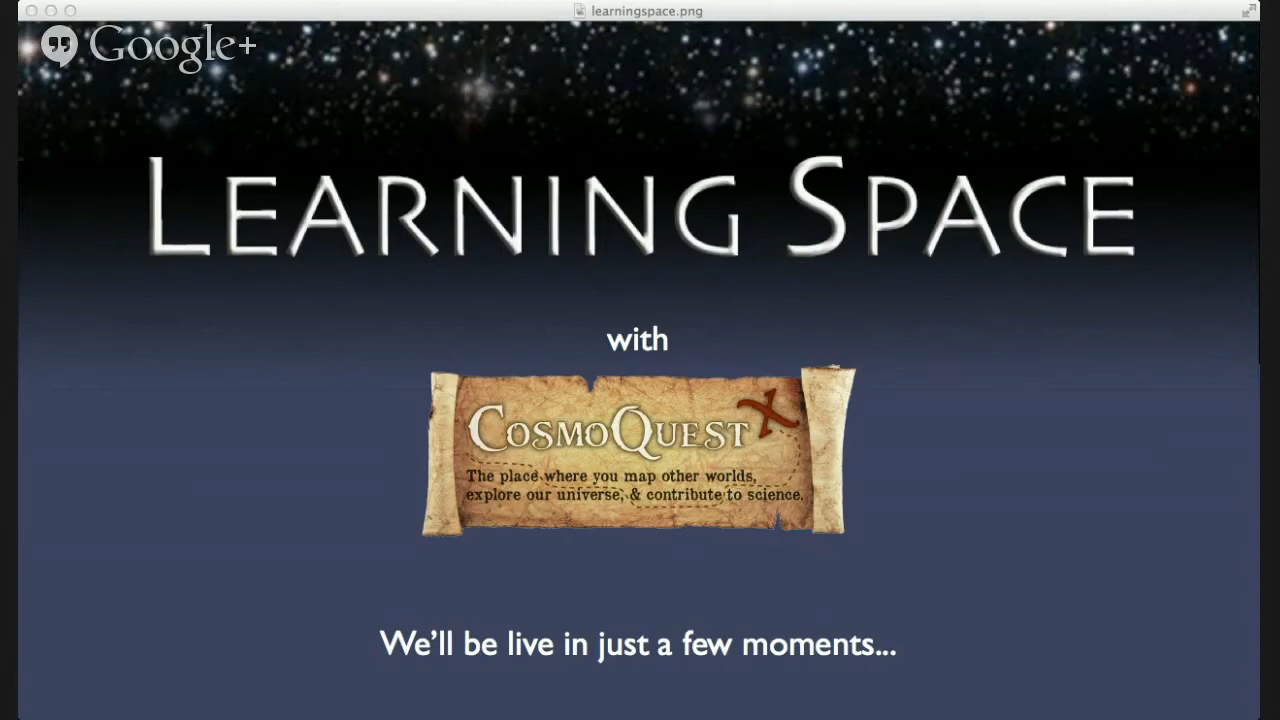 learningspace.png
Google+
LEARNING SPACE
with
COSMOQUEST
The place where you map other worlds,
explore our universe, & contribute to science.
We'll be live in just a few moments...